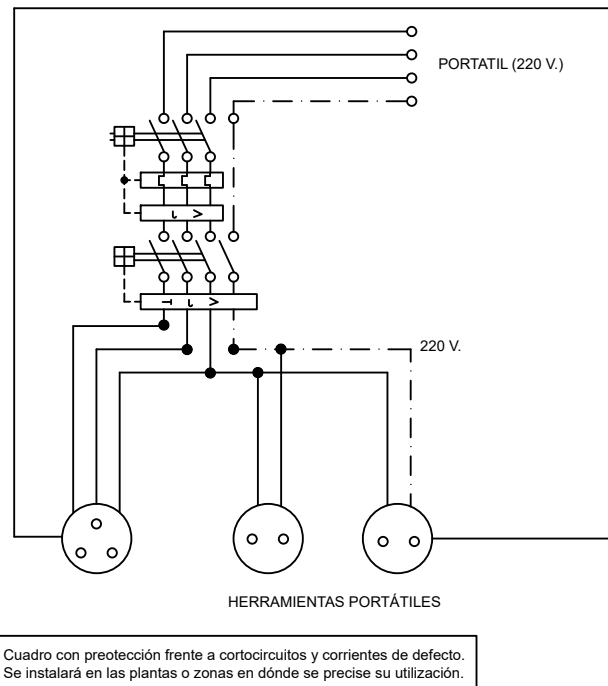 PORTATIL (220 V.)
220 V.
HERRAMIENTAS PORTÁTILES
Cuadro con preotección frente a cortocircuitos y corrientes de defecto.
Se instalará en las plantas o zonas en dónde se precise su utilización.